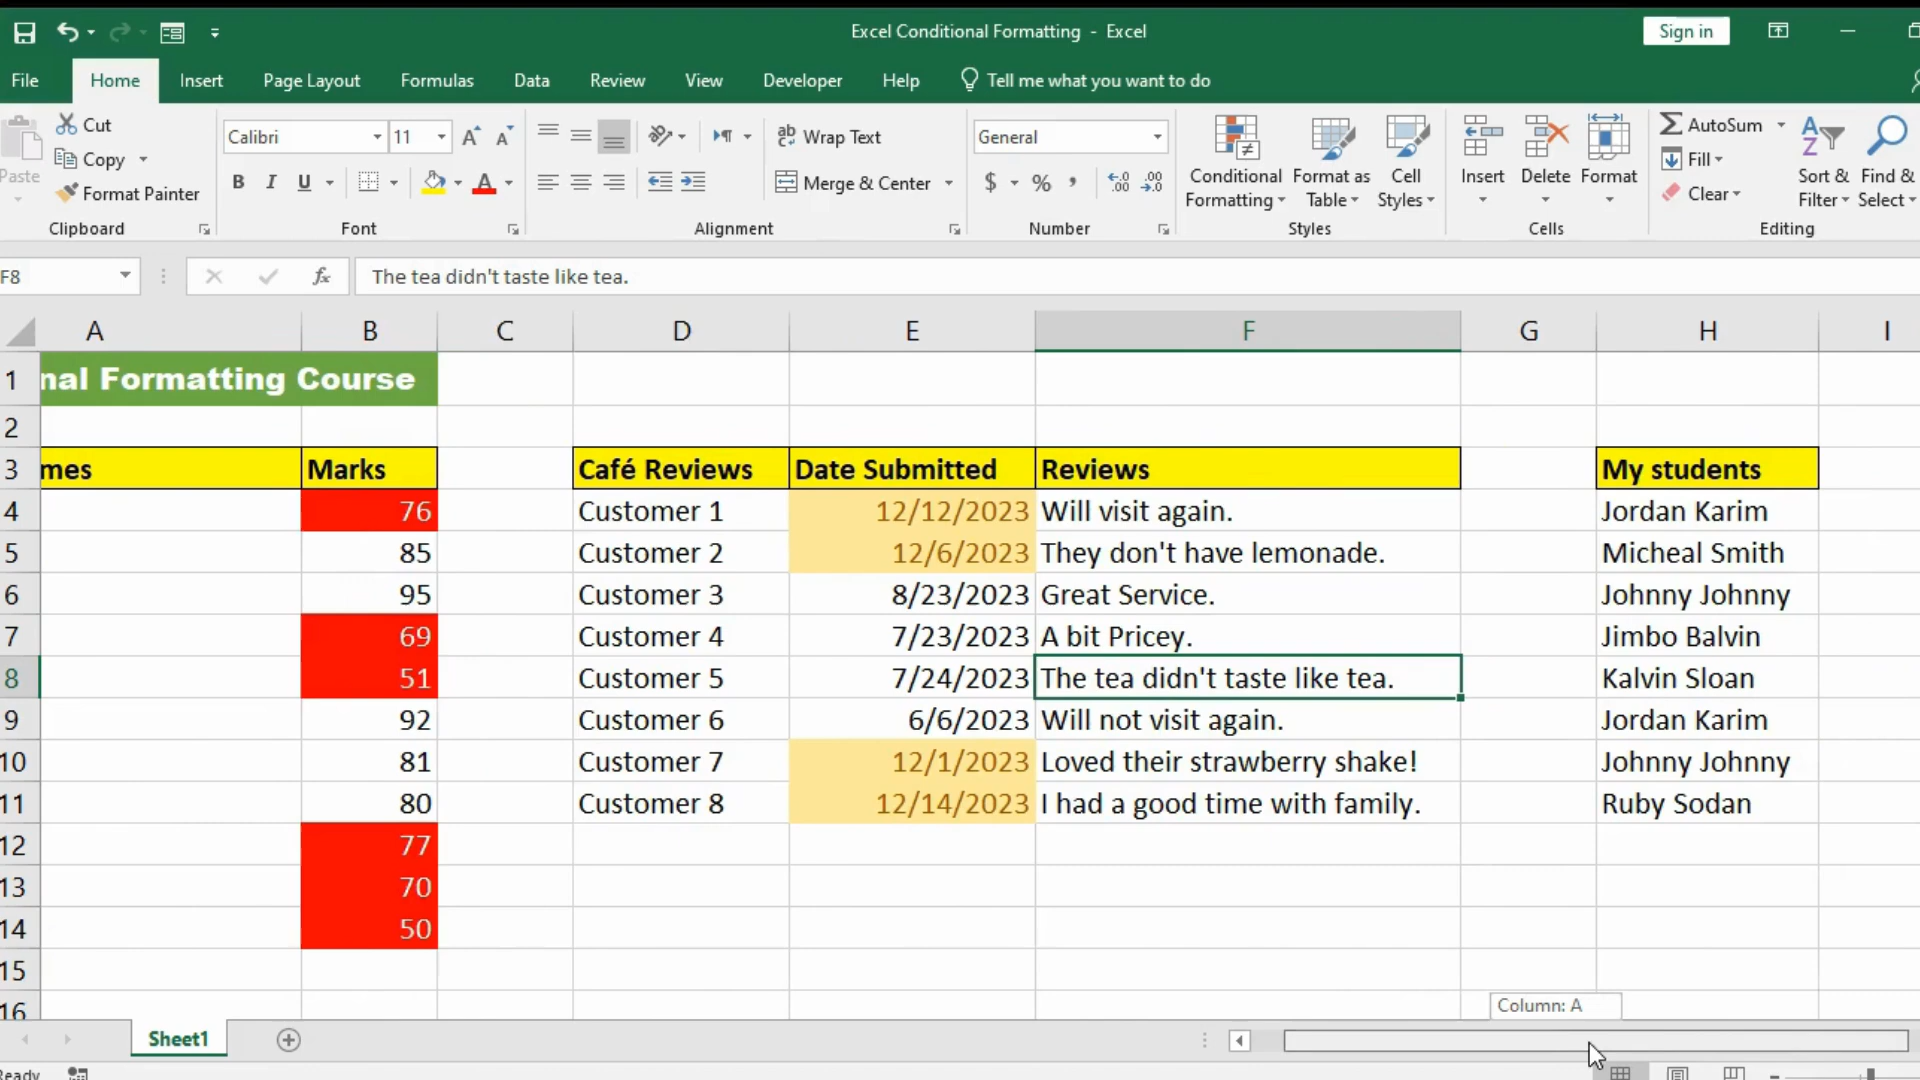 Excel Conditional Formatting - Excel
Sign in
File Home Insert Page Layout Formulas Data Review View Developer Help Tell me what you want to do
Paste
Cut
Copy
Format Painter
Clipboard
Calibri 11
B I U
Font
Wrap Text
Merge & Center
Alignment
General
$ % ,
Number
Conditional Formatting
Format as Table
Cell Styles
Styles
Insert Delete Format
Cells
AutoSum
Fill
Clear
Sort & Filter
Find & Select
Editing
F8 fx The tea didn't taste like tea.
A B C D E F G H I
1 nal Formatting Course
2
3 mes Marks Café Reviews Date Submitted Reviews My students
4 76 Customer 1 12/12/2023 Will visit again. Jordan Karim
5 85 Customer 2 12/6/2023 They don't have lemonade. Micheal Smith
6 95 Customer 3 8/23/2023 Great Service. Johnny Johnny
7 69 Customer 4 7/23/2023 A bit Pricey. Jimbo Balvin
8 51 Customer 5 7/24/2023 The tea didn't taste like tea. Kalvin Sloan
9 92 Customer 6 6/6/2023 Will not visit again. Jordan Karim
10 81 Customer 7 12/1/2023 Loved their strawberry shake! Johnny Johnny
11 80 Customer 8 12/14/2023 I had a good time with family. Ruby Sodan
12 77
13 70
14 50
15
16
Column: A
Sheet1
Ready